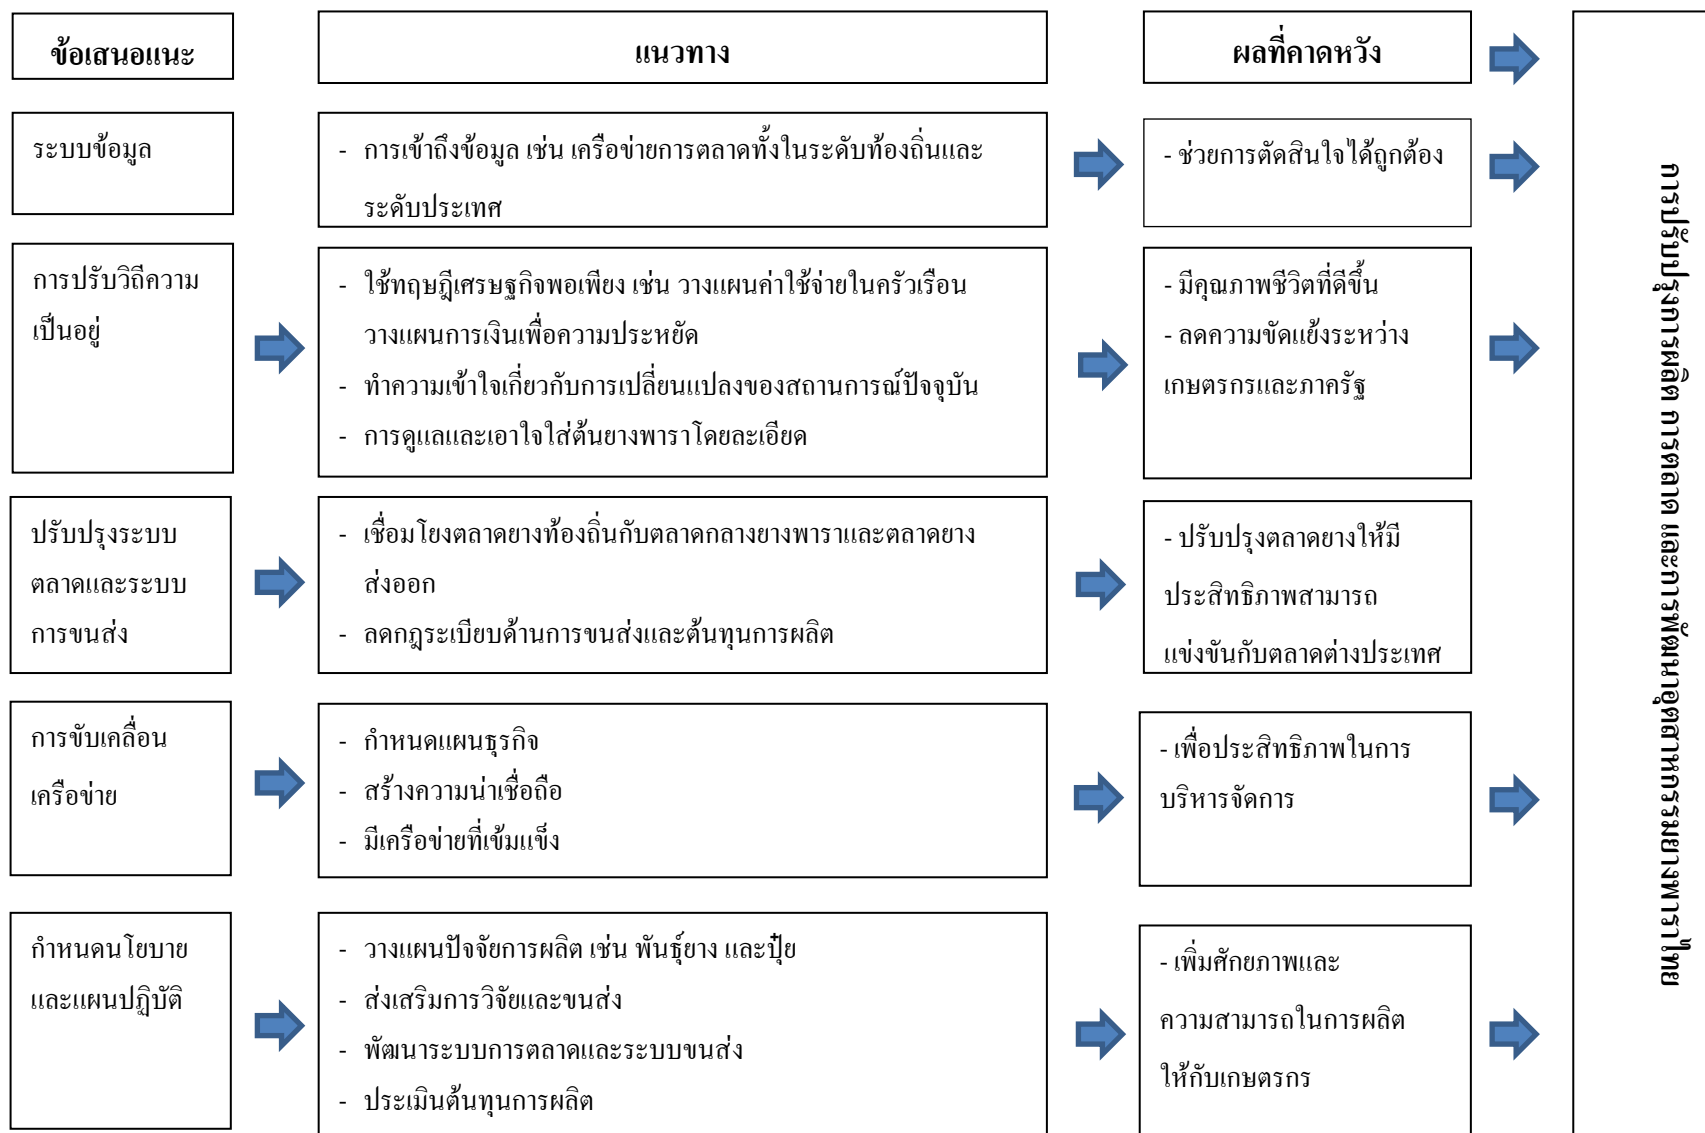 ข้อเสนอแนะ
แนวทาง
ผลที่คาดหวัง
ระบบข้อมูล
- การเข้าถึงข้อมูล เช่น เครือข่ายการตลาดทั้งในระดับท้องถิ่นและ
ระดับประเทศ
- ช่วยการตัดสินใจได้ถูกต้อง
การปรับวิถีความ
เป็นอยู่
- ใช้ทฤษฎีเศรษฐกิจพอเพียง เช่น วางแผนค่าใช้จ่ายในครัวเรือน
วางแผนการเงินเพื่อความประหยัด
- ทำความเข้าใจเกี่ยวกับการเปลี่ยนแปลงของสถานการณ์ปัจจุบัน
- การดูแลและเอาใจใส่ต้นยางพาราโดยละเอียด
- มีคุณภาพชีวิตที่ดีขึ้น
- ลดความขัดแย้งระหว่าง
เกษตรกรและภาครัฐ
ปรับปรุงระบบ
ตลาดและระบบ
การขนส่ง
- เชื่อมโยงตลาดยางท้องถิ่นกับตลาดกลางยางพาราและตลาดยาง
ส่งออก
- ลดกฎระเบียบด้านการขนส่งและต้นทุนการผลิต
- ปรับปรุงตลาดยางให้มี
ประสิทธิภาพสามารถ
แข่งขันกับตลาดต่างประเทศ
การขับเคลื่อน
เครือข่าย
- กำหนดแผนธุรกิจ
- สร้างความน่าเชื่อถือ
- มีเครือข่ายที่เข้มแข็ง
- เพื่อประสิทธิภาพในการ
บริหารจัดการ
กำหนดนโยบาย
และแผนปฏิบัติ
- วางแผนปัจจัยการผลิต เช่น พันธุ์ยาง และปุ๋ย
- ส่งเสริมการวิจัยและขนส่ง
- พัฒนาระบบการตลาดและระบบขนส่ง
- ประเมินต้นทุนการผลิต
- เพิ่มศักยภาพและ
ความสามารถในการผลิต
ให้กับเกษตรกร
การปรับปรุงการผลิต การตลาด และการพัฒนาอุตสาหกรรมยางพาราไทย